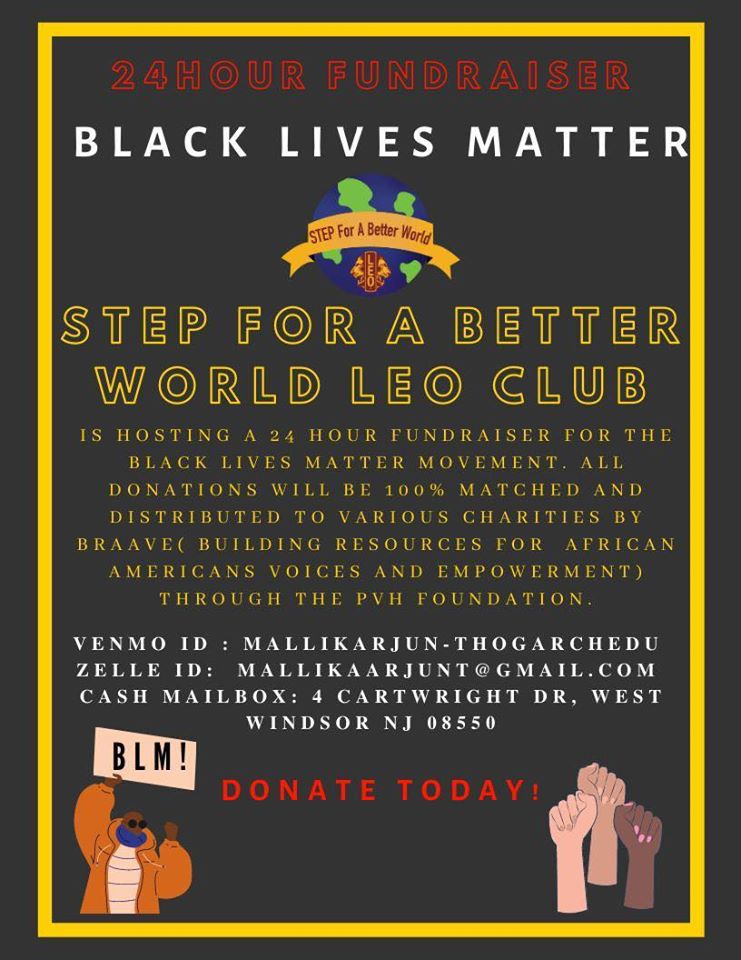 24HOUR FUNDRAISER
BLACK LIVES MATTER
STEP For A Better World
LEO
STEP FOR A BETTER
WORLD LEO CLUB
IS HOSTING A 24 HOUR FUNDRAISER FOR THE
BLACK LIVES MATTER MOVEMENT. ALL
DONATIONS WILL BE 100% MATCHED AND
DISTRIBUTED TO VARIOUS CHARITIES BY
BRAAVE( BUILDING RESOURCES FOR AFRICAN
AMERICANS VOICES AND EMPOWERMENT)
THROUGH THE PVH FOUNDATION.
VENMO ID : MALLIKARJUN-THOGARCHEDU
ZELLE ID: MALLIKAARJUNT@GMAIL.COM
CASH MAILBOX: 4 CARTWRIGHT DR, WEST
WINDSOR NJ 08550
BLM!
DONATE TODAY!